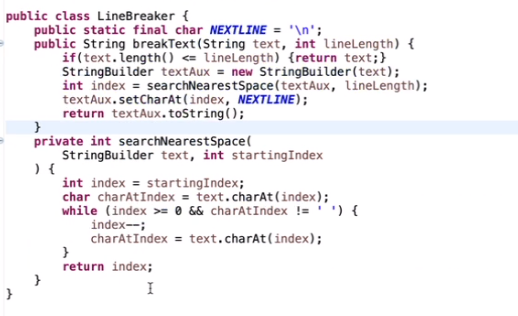 public class LineBreaker {
    public static final char NEXTLINE = '\n';
    public String breakText(String text, int lineLength) {
        if(text.length() <= lineLength) {return text;}
        StringBuilder textAux = new StringBuilder(text);
        int index = searchNearestSpace(textAux, lineLength);
        textAux.setCharAt(index, NEXTLINE);
        return textAux.toString();
    }
    private int searchNearestSpace(
        StringBuilder text, int startingIndex
    ) {
        int index = startingIndex;
        char charAtIndex = text.charAt(index);
        while (index >= 0 && charAtIndex != ' ') {
            index--;
            charAtIndex = text.charAt(index);
        }
        return index;
    }
}